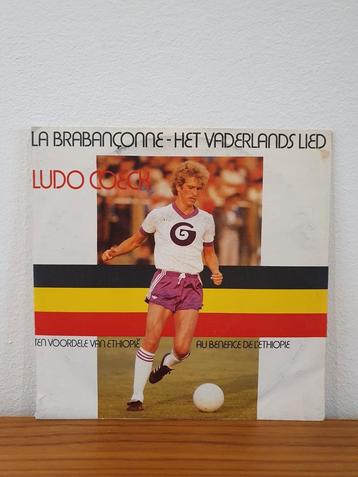 LA BRABANÇONNE - HET VADERLANDS LIED
LUDO COECK
G
TEN VOORDELE VAN ETHIOPIË
AU BENEFICE DE L'ETHIOPIE